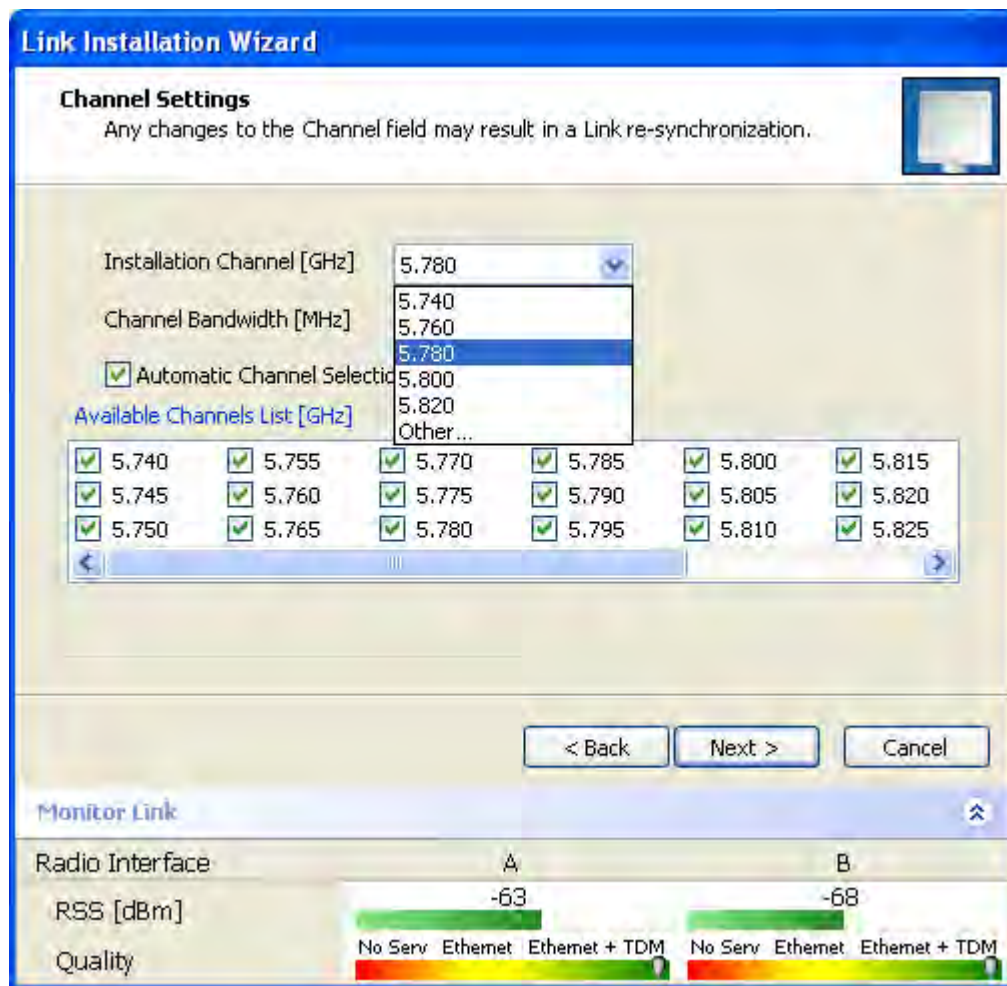 Link Installation Wizard
Channel Settings
Any changes to the Channel field may result in a Link re-synchronization.
Installation Channel [GHz] 5.780
5.740
Channel Bandwidth [MHz] 5.760
5.780
Automatic Channel Selectio 5.800
5.820
Available Channels List [GHz] Other...
5.740 5.755 5.770 5.785 5.800 5.815
5.745 5.760 5.775 5.790 5.805 5.820
5.750 5.765 5.780 5.795 5.810 5.825
< Back Next > Cancel
Monitor Link
Radio Interface A B
RSS [dBm] -63 -68
Quality No Serv Ethernet Ethernet + TDM No Serv Ethernet Ethernet + TDM